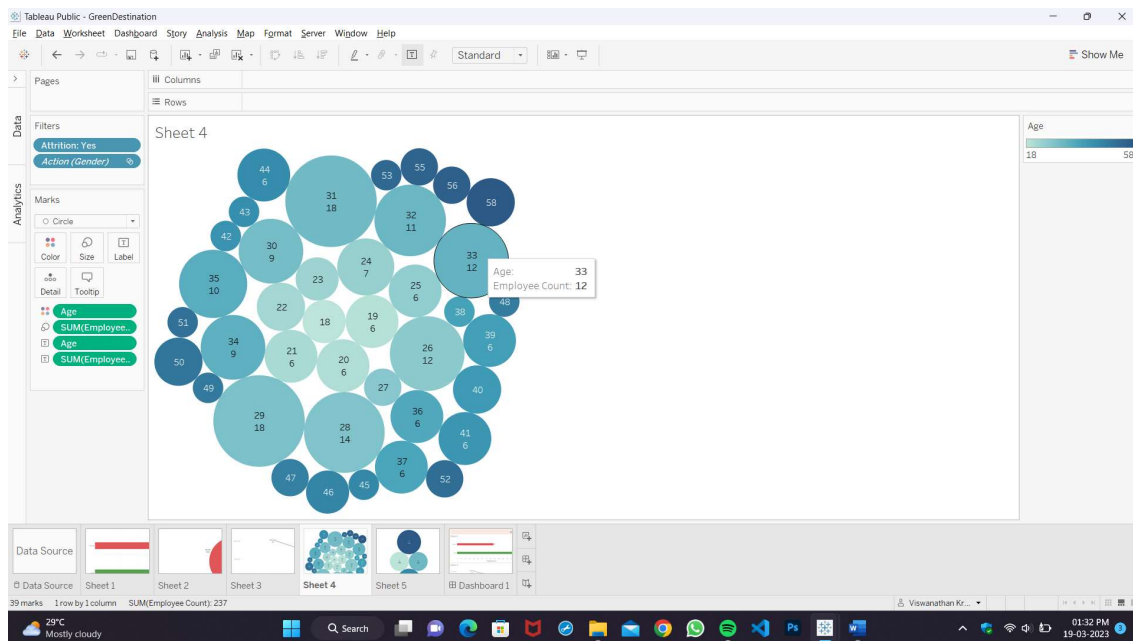 Tableau Public - GreenDestination
File Data Worksheet Dashboard Story Analysis Map Format Server Window Help
Standard
Show Me
Pages
Columns
Rows
Data
Analytics
Filters
Attrition: Yes
Action (Gender)
Marks
Circle
Color Size Label
Detail Tooltip
Age
SUM(Employee..
Age
SUM(Employee..
Sheet 4
44
6
53
55
56
58
31
18
32
11
43
42
30
9
24
7
33
12
Age: 33
Employee Count: 12
35
10
23
25
6
48
22
19
6
38
51
18
39
6
34
9
21
6
20
6
26
12
50
49
27
40
29
18
28
14
36
6
41
6
37
6
47
46
45
52
Age
18 58
Data Source
Data Source Sheet 1 Sheet 2 Sheet 3 Sheet 4 Sheet 5 Dashboard 1
39 marks 1 row by 1 column SUM(Employee Count): 237
Viswanathan Kr...
29°C
Mostly cloudy
Search
Ps
W
01:32 PM
19-03-2023
3